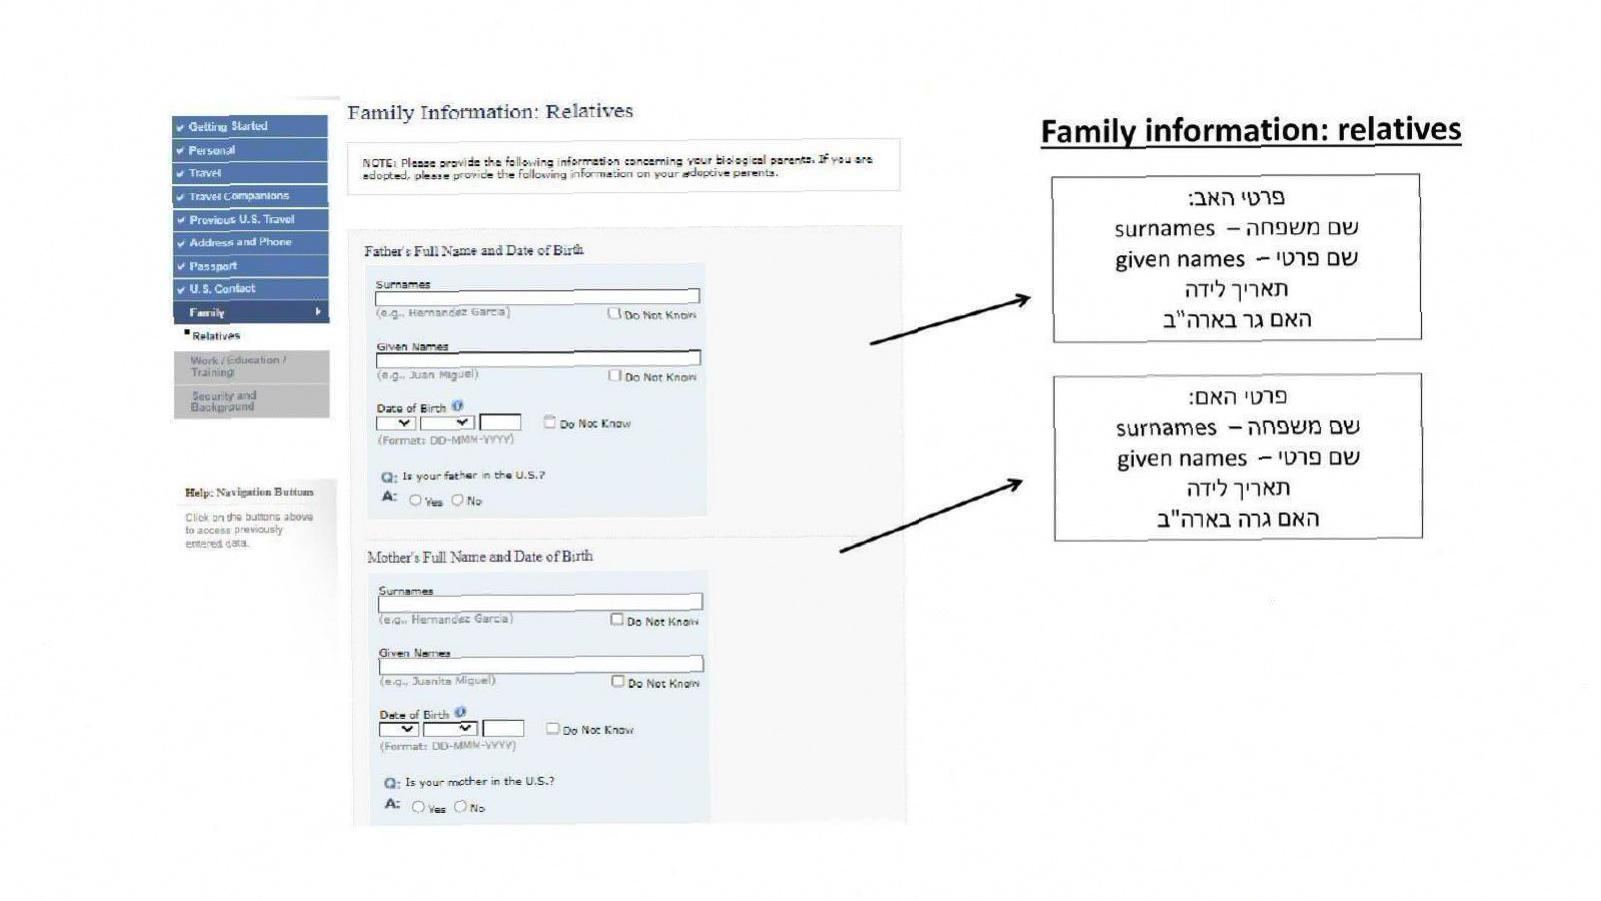 Getting Started
Personal
Travel
Travel Companions
Previous U.S. Travel
Address and Phone
Passport
U.S. Contact
Family
Relatives
Work / Education /
Training
Security and
Background
Help: Navigation Buttons
Click on the buttons above
to access previously
entered data.
Family Information: Relatives
NOTE: Please provide the following information concerning your biological parents. If you are
adopted, please provide the following information on your adoptive parents.
Father's Full Name and Date of Birth
Surnames
(e.g., Hernandez Garcia)
Do Not Know
Given Names
(e.g., Juan Miguel)
Do Not Know
Date of Birth
Do Not Know
(Format: DD-MMM-YYYY)
Q: Is your father in the U.S.?
A: Yes No
Mother's Full Name and Date of Birth
Surnames
(e.g., Hernandez Garcia)
Do Not Know
Given Names
(e.g., Juanita Miguel)
Do Not Know
Date of Birth
Do Not Know
(Format: DD-MMM-YYYY)
Q: Is your mother in the U.S.?
A: Yes No
Family information: relatives
פרטי האב:
שם משפחה – surnames
שם פרטי – given names
תאריך לידה
האם גר בארה"ב
פרטי האם:
שם משפחה – surnames
שם פרטי – given names
תאריך לידה
האם גרה בארה"ב